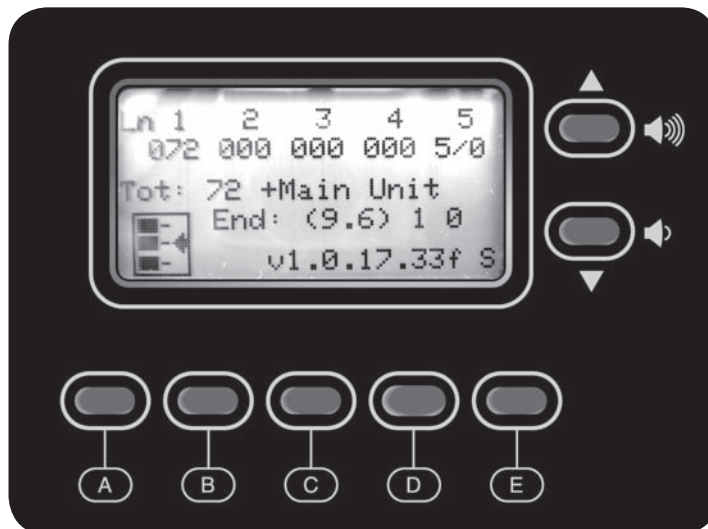 Ln 1 2 3 4 5
072 000 000 000 5/0
Tot: 72 +Main Unit
End: (9.6) 1 0
v1.0.17.33f S
A B C D E